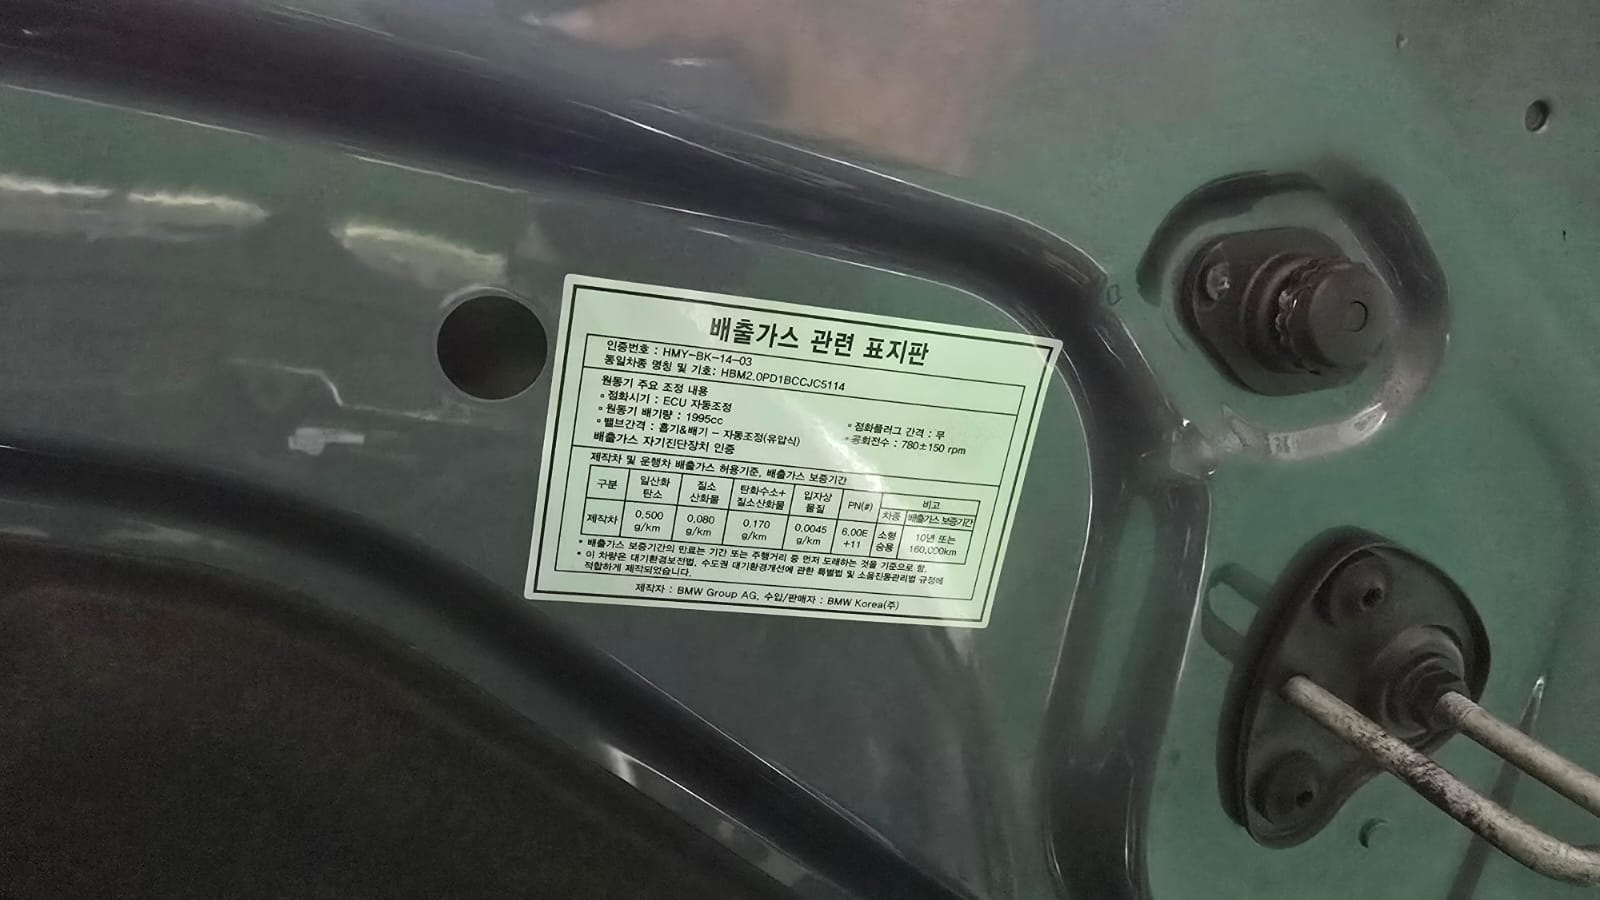 배출가스 관련 표지판
인증번호 : HMY-BK-14-03
동일차종 명칭 및 기호: HBM2.0PD1BCCJC5114
원동기 주요 조정 내용
▫ 점화시기 : ECU 자동조정
▫ 점화플러그 간격 : 무
▫ 원동기 배기량 : 1995cc
▫ 공회전수 : 780±150 rpm
▫ 밸브간격 : 흡기&배기 - 자동조정(유압식)
배출가스 자기진단장치 인증
제작차 및 운행차 배출가스 허용기준, 배출가스 보증기간
구분 일산화탄소 질소산화물 탄화수소+질소산화물 입자상물질 PN(#) 비고
차종 배출가스 보증기간
제작차 0.500 g/km 0.080 g/km 0.170 g/km 0.0045 g/km 6.00E+11 소형승용 10년 또는 160,000km
* 배출가스 보증기간의 만료는 기간 또는 주행거리 중 먼저 도래하는 것을 기준으로 함.
* 이 차량은 대기환경보전법, 수도권 대기환경개선에 관한 특별법 및 소음진동관리법 규정에
적합하게 제작되었습니다.
제작자 : BMW Group AG, 수입/판매자 : BMW Korea(주)